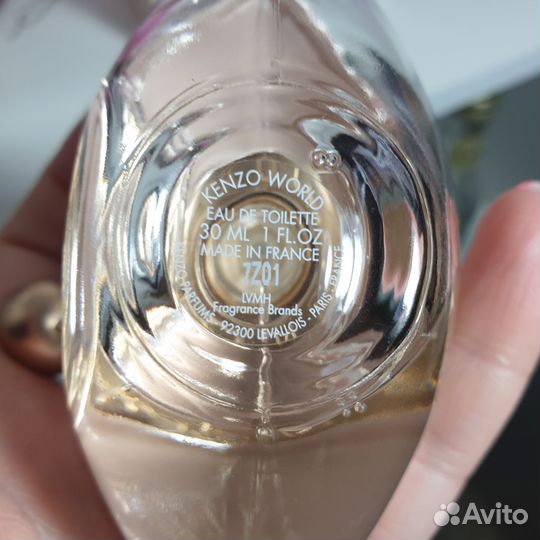 KENZO WORLD
EAU DE TOILETTE
30 ML 1 FL.OZ
MADE IN FRANCE
7Z01
LVMH
Fragrance Brands
KENZO PARFUMS - 92300 LEVALLOIS - PARIS - FRANCE
Avito